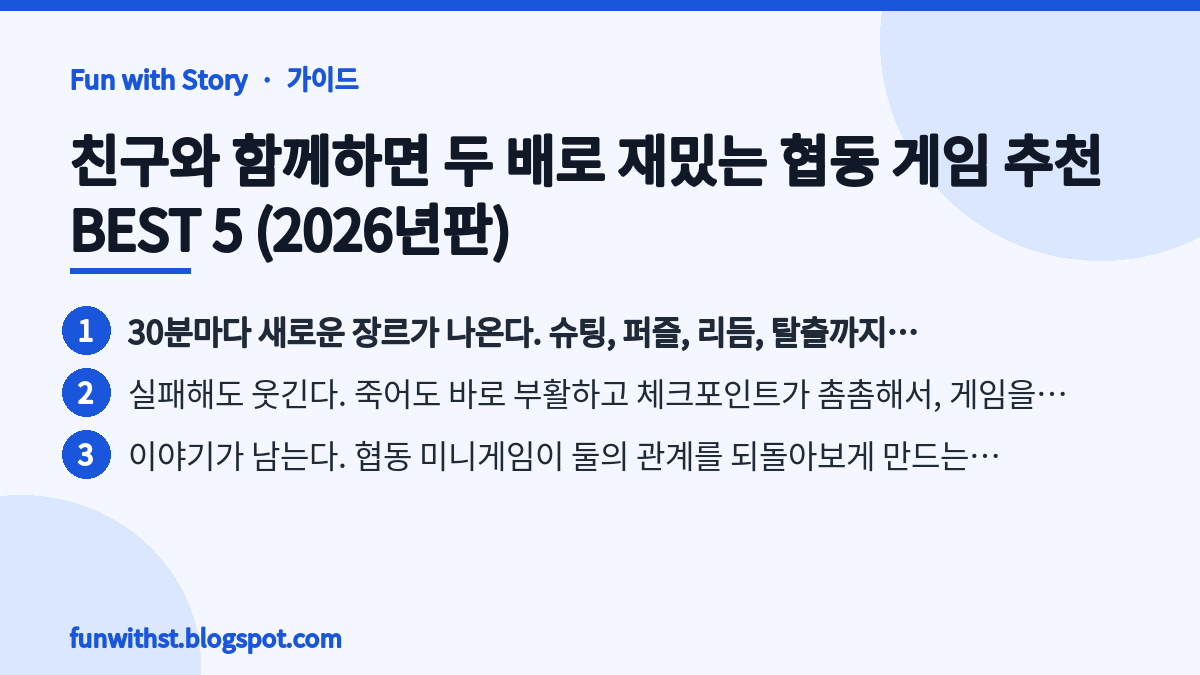 Fun with Story · 가이드
친구와 함께하면 두 배로 재밌는 협동 게임 추천
BEST 5 (2026년판)
1 30분마다 새로운 장르가 나온다. 슈팅, 퍼즐, 리듬, 탈출까지…
2 실패해도 웃긴다. 죽어도 바로 부활하고 체크포인트가 촘촘해서, 게임을…
3 이야기가 남는다. 협동 미니게임이 둘의 관계를 되돌아보게 만드는…
funwithst.blogspot.com